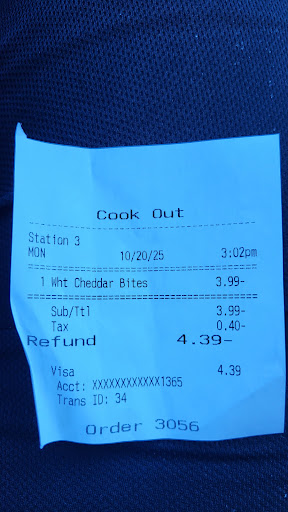 Cook Out
Station 3
MON 10/20/25 3:02pm
1 Wht Cheddar Bites 3.99-
Sub/Ttl 3.99-
Tax 0.40-
Refund 4.39-
Visa 4.39
Acct: XXXXXXXXXXXX1365
Trans ID: 34
Order 3056